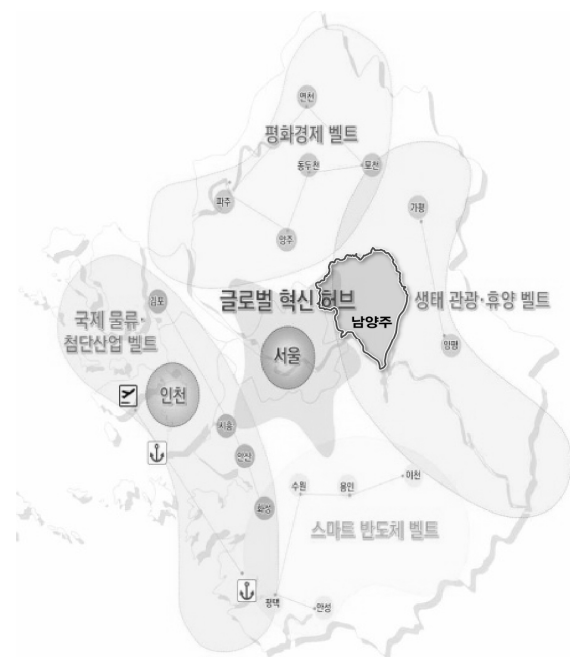 연천
평화경제 벨트
동두천
포천
파주
가평
양주
김포
글로벌 혁신 허브
생태 관광·휴양 벨트
국제 물류·
첨단산업 벨트
남양주
양평
서울
인천
시흥
안산
수원
용인
이천
화성
스마트 반도체 벨트
평택
안성